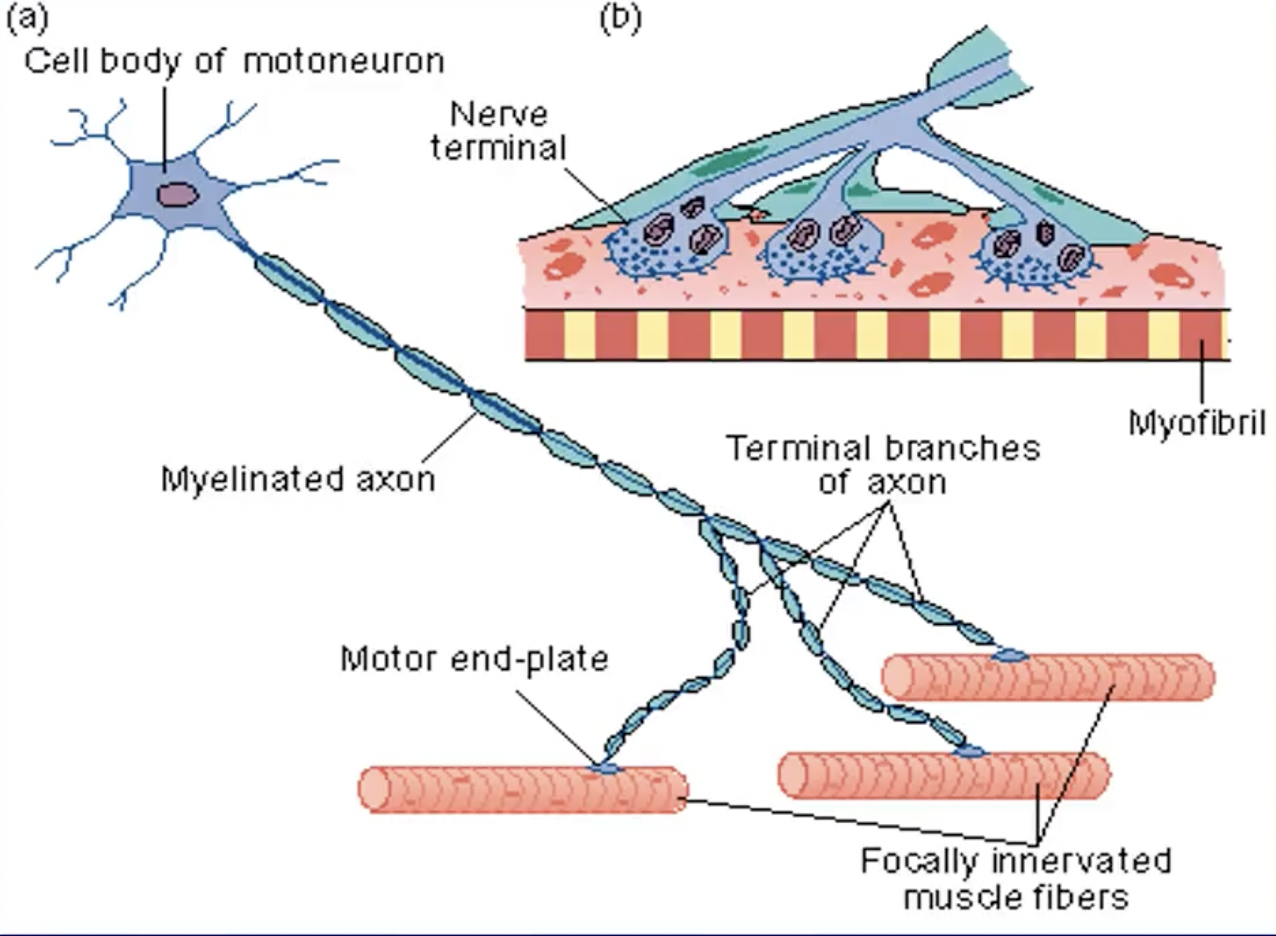 (a)
Cell body of motoneuron
(b)
Nerve
terminal
Myofibril
Myelinated axon
Terminal branches
of axon
Motor end-plate
Focally innervated
muscle fibers